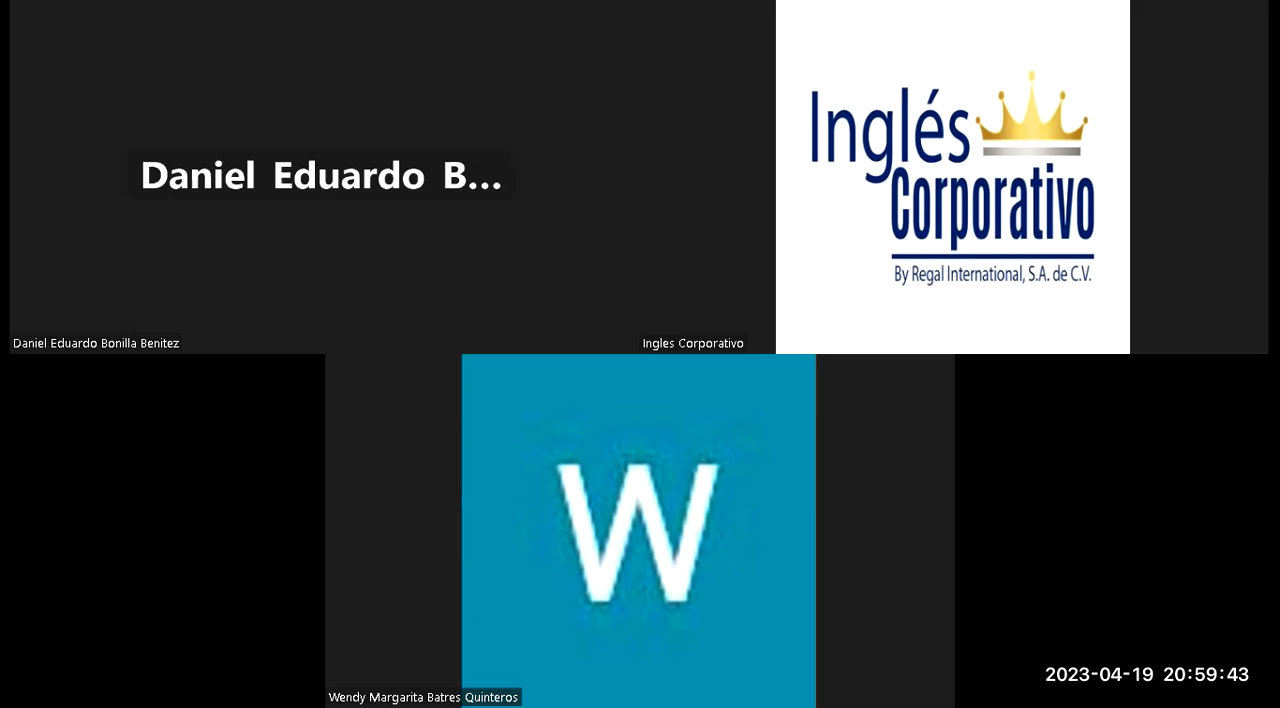 Daniel Eduardo B...
Daniel Eduardo Bonilla Benitez
Inglés
Corporativo
By Regal International, S.A. de C.V.
Ingles Corporativo
W
Wendy Margarita Batres Quinteros
2023-04-19 20:59:43